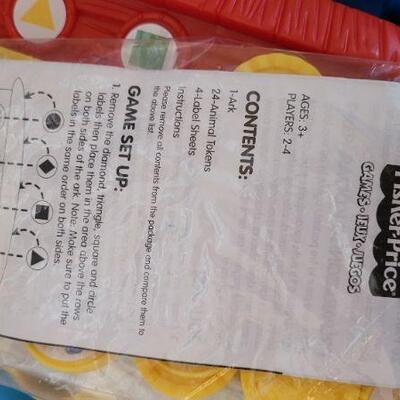 Fisher-Price
GAMES • JEUX • JUEGOS
AGES: 3+
PLAYERS: 2-4
CONTENTS:
1-Ark
24-Animal Tokens
4-Label Sheets
Instructions
Please remove all contents from the package and compare them to
the above list.
GAME SET UP:
1. Remove the diamond, triangle, square and circle
labels then place them in the area above the rows
on both sides of the ark. Note: Make sure to put the
labels in the same order on both sides.